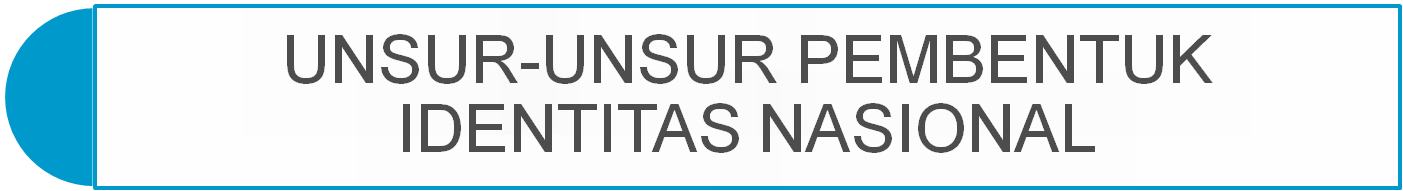 UNSUR-UNSUR PEMBENTUK
IDENTITAS NASIONAL